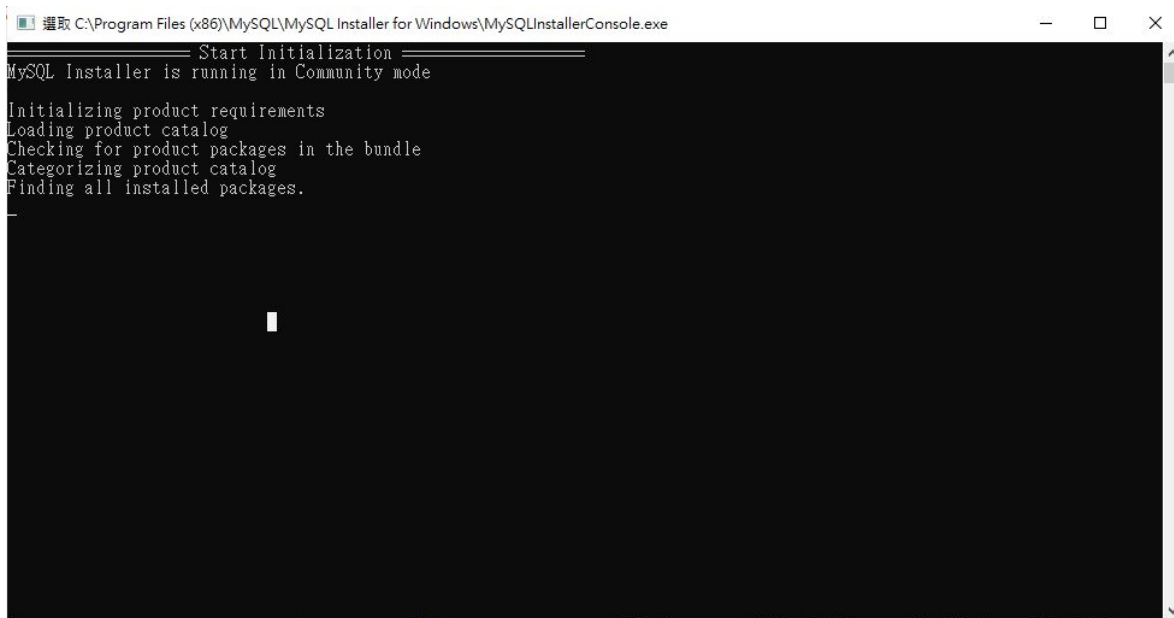 選取 C:\Program Files (x86)\MySQL\MySQL Installer for Windows\MySQLInstallerConsole.exe
================== Start Initialization ==================
MySQL Installer is running in Community mode
Initializing product requirements
Loading product catalog
Checking for product packages in the bundle
Categorizing product catalog
Finding all installed packages.